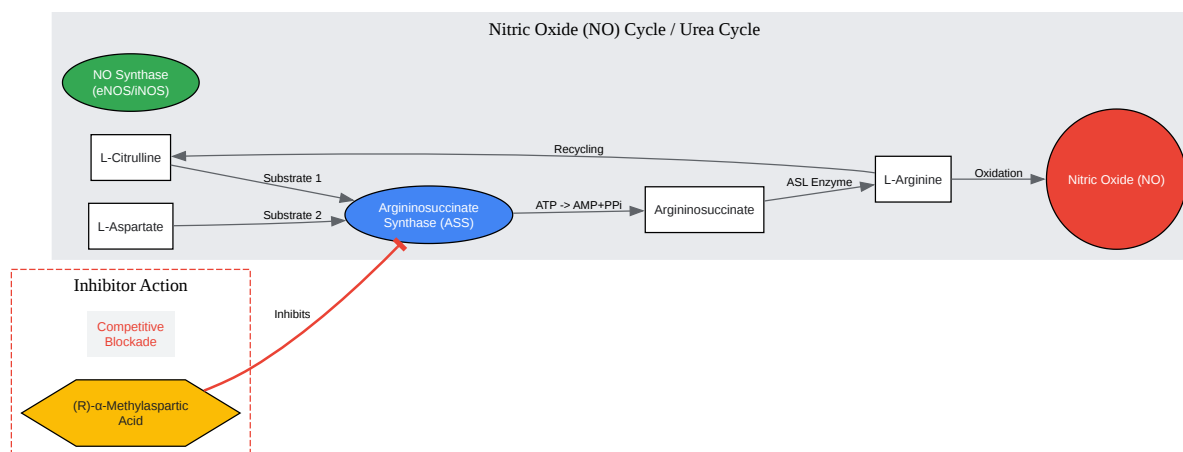 Nitric Oxide (NO) Cycle / Urea Cycle
NO Synthase
(eNOS/iNOS)
L-Citrulline
Recycling
Substrate 1
L-Aspartate
Substrate 2
Argininosuccinate
Synthase (ASS)
ATP -> AMP+PPi
Argininosuccinate
ASL Enzyme
L-Arginine
Oxidation
Nitric Oxide (NO)
Inhibitor Action
Competitive
Blockade
Inhibits
(R)-α-Methylaspartic
Acid